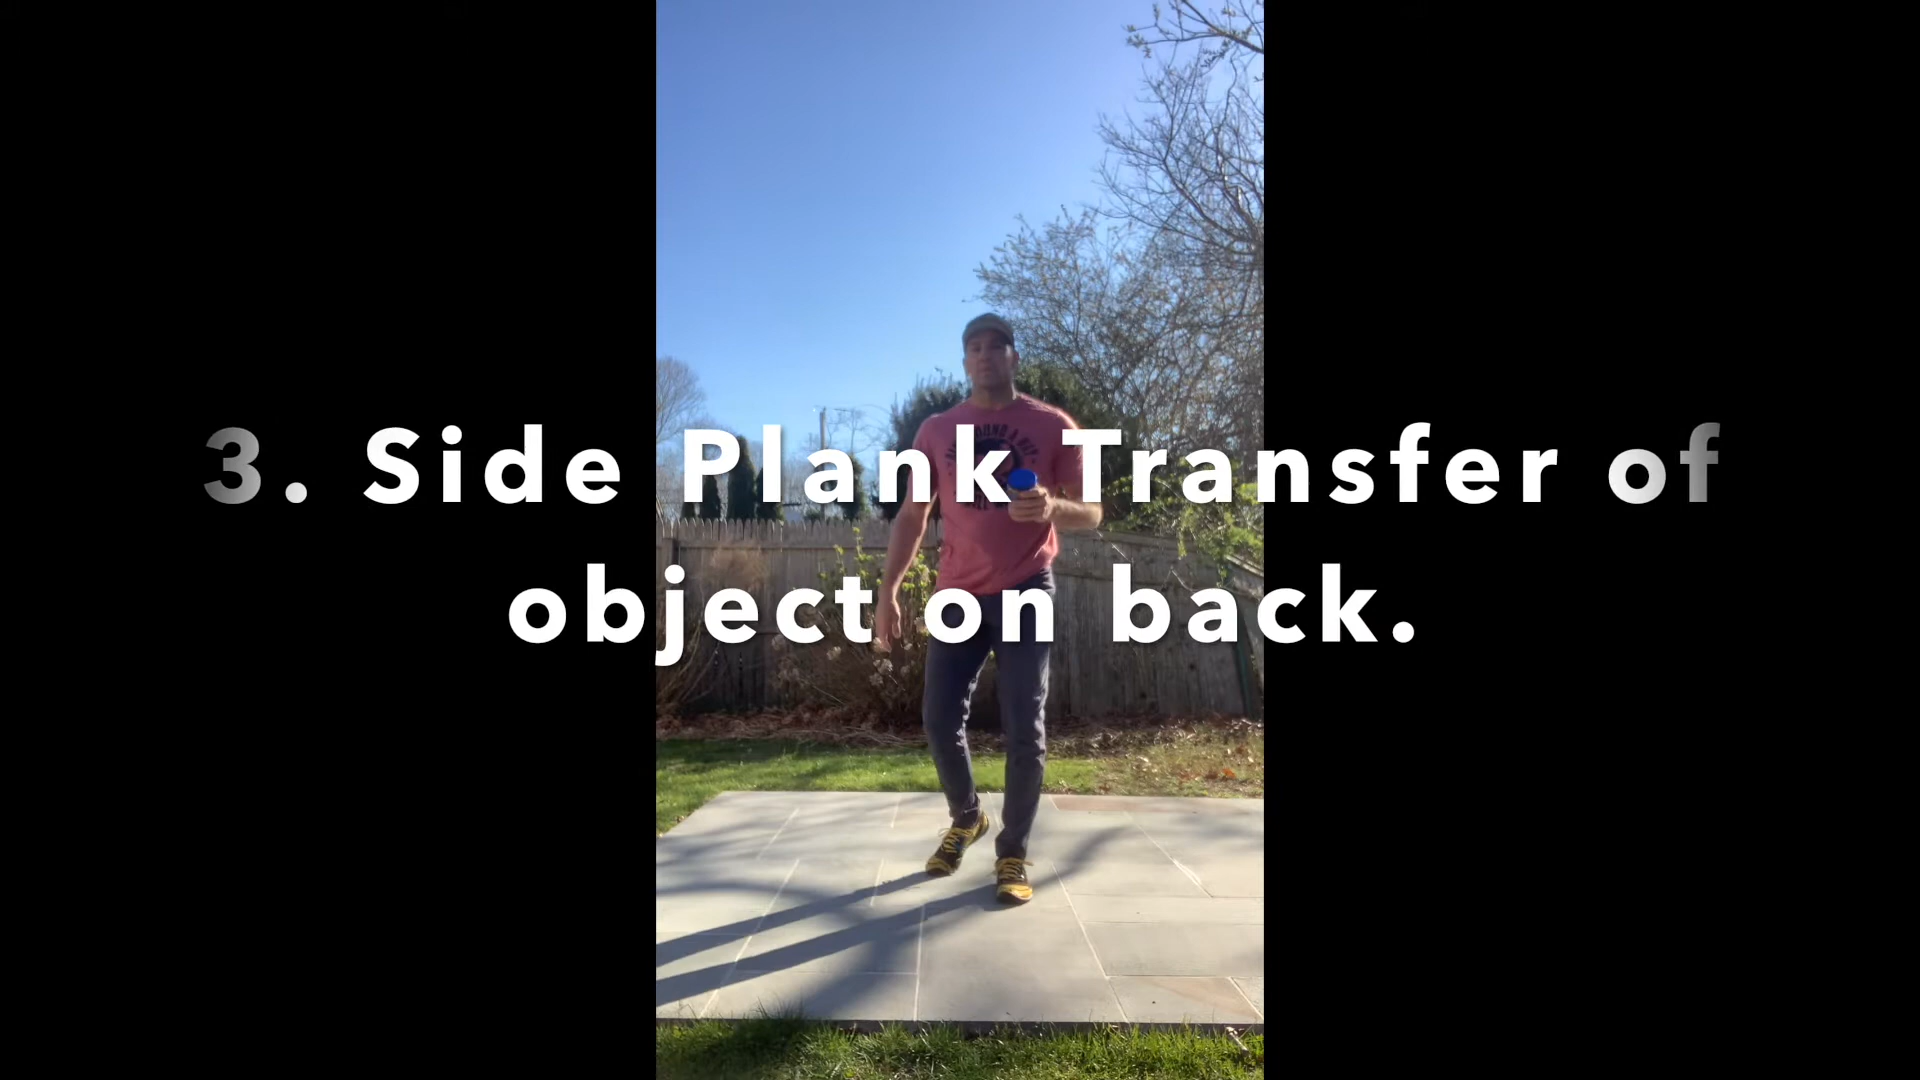 3. Side Plank Transfer of
object on back.